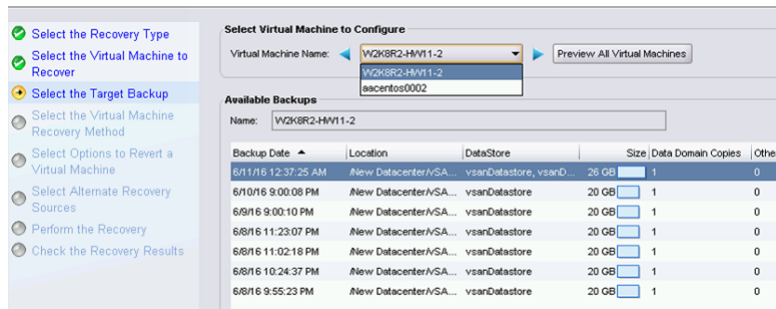 Select the Recovery Type
Select the Virtual Machine to
Recover
Select the Target Backup
Select the Virtual Machine
Recovery Method
Select Options to Revert a
Virtual Machine
Select Alternate Recovery
Sources
Perform the Recovery
Check the Recovery Results
Select Virtual Machine to Configure
Virtual Machine Name: W2K8R2-HW11-2 Preview All Virtual Machines
W2K8R2-HW11-2
aacentos0002
Available Backups
Name: W2K8R2-HW11-2
Backup Date Location DataStore Size Data Domain Copies Othe
6/11/16 12:37:25 AM /New Datacenter/vSA... vsanDatastore, vsanD... 26 GB 1 0
6/10/16 9:00:08 PM /New Datacenter/vSA... vsanDatastore 20 GB 1 0
6/9/16 9:00:10 PM /New Datacenter/vSA... vsanDatastore 20 GB 1 0
6/8/16 11:23:07 PM /New Datacenter/vSA... vsanDatastore 20 GB 1 0
6/8/16 11:02:18 PM /New Datacenter/vSA... vsanDatastore 20 GB 1 0
6/8/16 10:24:37 PM /New Datacenter/vSA... vsanDatastore 20 GB 1 0
6/8/16 9:55:23 PM /New Datacenter/vSA... vsanDatastore 20 GB 1 0